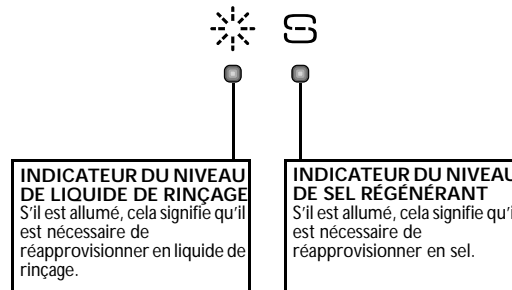 INDICATEUR DU NIVEAU
DE LIQUIDE DE RINÇAGE
S'il est allumé, cela signifie qu'il
est nécessaire de
réapprovisionner en liquide de
rinçage.
INDICATEUR DU NIVEAU
DE SEL RÉGÉNÉRANT
S'il est allumé, cela signifie qu'i
est nécessaire de
réapprovisionner en sel.